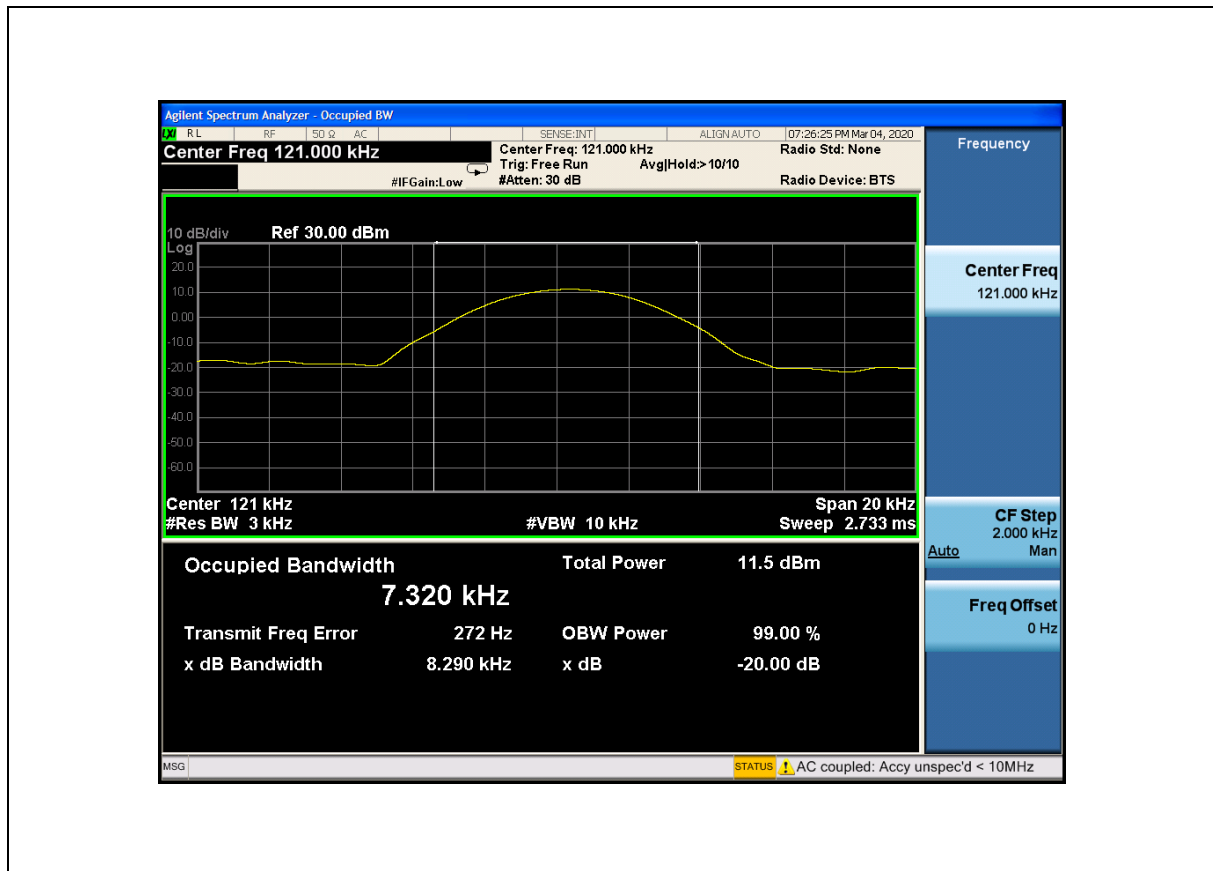 Agilent Spectrum Analyzer - Occupied BW
LXI RL RF 50 Ω AC SENSE:INT ALIGN AUTO 07:26:25 PM Mar 04, 2020
Center Freq 121.000 kHz
Center Freq: 121.000 kHz Radio Std: None
Trig: Free Run Avg|Hold:>10/10
#IFGain:Low #Atten: 30 dB Radio Device: BTS
10 dB/div Ref 30.00 dBm
Log
20.0
10.0
0.00
-10.0
-20.0
-30.0
-40.0
-50.0
-60.0
Center 121 kHz Span 20 kHz
#Res BW 3 kHz #VBW 10 kHz Sweep 2.733 ms
Occupied Bandwidth Total Power 11.5 dBm
7.320 kHz
Transmit Freq Error 272 Hz OBW Power 99.00 %
x dB Bandwidth 8.290 kHz x dB -20.00 dB
Frequency
Center Freq
121.000 kHz
CF Step
2.000 kHz
Auto Man
Freq Offset
0 Hz
MSG STATUS AC coupled: Accy unspec'd < 10MHz